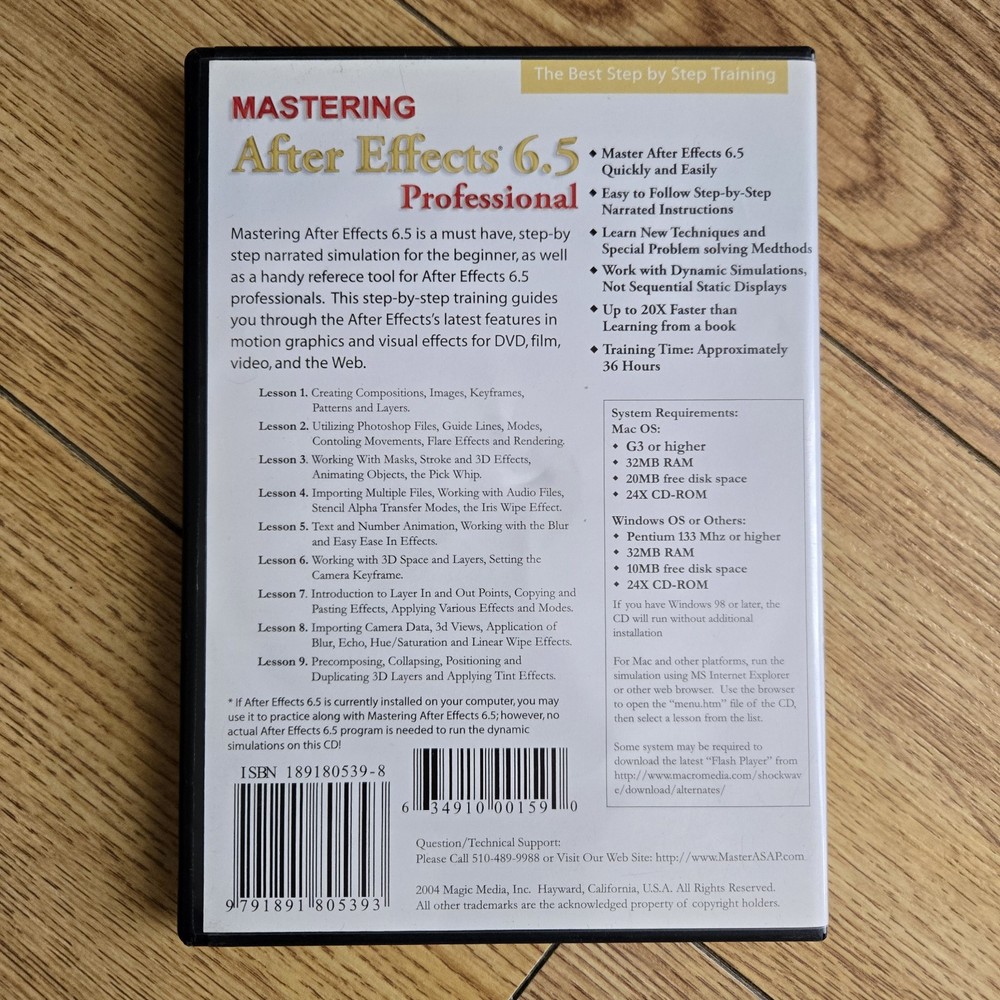 The Best Step by Step Training
MASTERING
After Effects® 6.5
Professional
Mastering After Effects 6.5 is a must have, step-by
step narrated simulation for the beginner, as well
as a handy referece tool for After Effects 6.5
professionals. This step-by-step training guides
you through the After Effects's latest features in
motion graphics and visual effects for DVD, film,
video, and the Web.
Lesson 1. Creating Compositions, Images, Keyframes,
Patterns and Layers.
Lesson 2. Utilizing Photoshop Files, Guide Lines, Modes,
Contoling Movements, Flare Effects and Rendering.
Lesson 3. Working With Masks, Stroke and 3D Effects,
Animating Objects, the Pick Whip.
Lesson 4. Importing Multiple Files, Working with Audio Files,
Stencil Alpha Transfer Modes, the Iris Wipe Effect.
Lesson 5. Text and Number Animation, Working with the Blur
and Easy Ease In Effects.
Lesson 6. Working with 3D Space and Layers, Setting the
Camera Keyframe.
Lesson 7. Introduction to Layer In and Out Points, Copying and
Pasting Effects, Applying Various Effects and Modes.
Lesson 8. Importing Camera Data, 3d Views, Application of
Blur, Echo, Hue/Saturation and Linear Wipe Effects.
Lesson 9. Precomposing, Collapsing, Positioning and
Duplicating 3D Layers and Applying Tint Effects.
* If After Effects 6.5 is currently installed on your computer, you may
use it to practice along with Mastering After Effects 6.5; however, no
actual After Effects 6.5 program is needed to run the dynamic
simulations on this CD!
◆ Master After Effects 6.5
Quickly and Easily
◆ Easy to Follow Step-by-Step
Narrated Instructions
◆ Learn New Techniques and
Special Problem solving Medthods
◆ Work with Dynamic Simulations,
Not Sequential Static Displays
◆ Up to 20X Faster than
Learning from a book
◆ Training Time: Approximately
36 Hours
System Requirements:
Mac OS:
◆ G3 or higher
◆ 32MB RAM
◆ 20MB free disk space
◆ 24X CD-ROM
Windows OS or Others:
◆ Pentium 133 Mhz or higher
◆ 32MB RAM
◆ 10MB free disk space
◆ 24X CD-ROM
If you have Windows 98 or later, the
CD will run without additional
installation
For Mac and other platforms, run the
simulation using MS Internet Explorer
or other web browser. Use the browser
to open the "menu.htm" file of the CD,
then select a lesson from the list.
Some system may be required to
download the latest "Flash Player" from
http://www.macromedia.com/shockwav
e/download/alternates/
ISBN 189180539-8
9 791891 805393
6 34910 00159 0
Question/Technical Support:
Please Call 510-489-9988 or Visit Our Web Site: http://www.MasterASAP.com
2004 Magic Media, Inc. Hayward, California, U.S.A. All Rights Reserved.
All other trademarks are the acknowledged property of copyright holders.